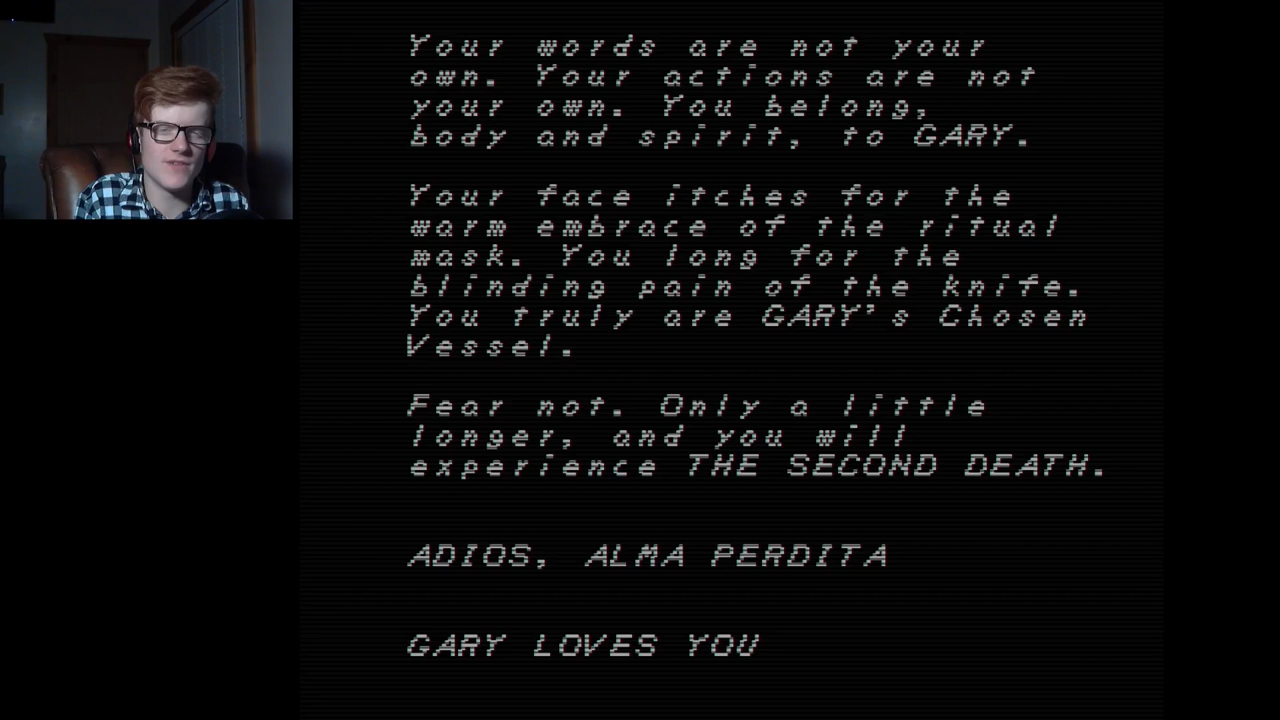 Your words are not your
own. Your actions are not
your own. You belong,
body and spirit, to GARY.
Your face itches for the
warm embrace of the ritual
mask. You long for the
blinding pain of the knife.
You truly are GARY's Chosen
Vessel.
Fear not. Only a little
longer, and you will
experience THE SECOND DEATH.
ADIOS, ALMA PERDITA
GARY LOVES YOU